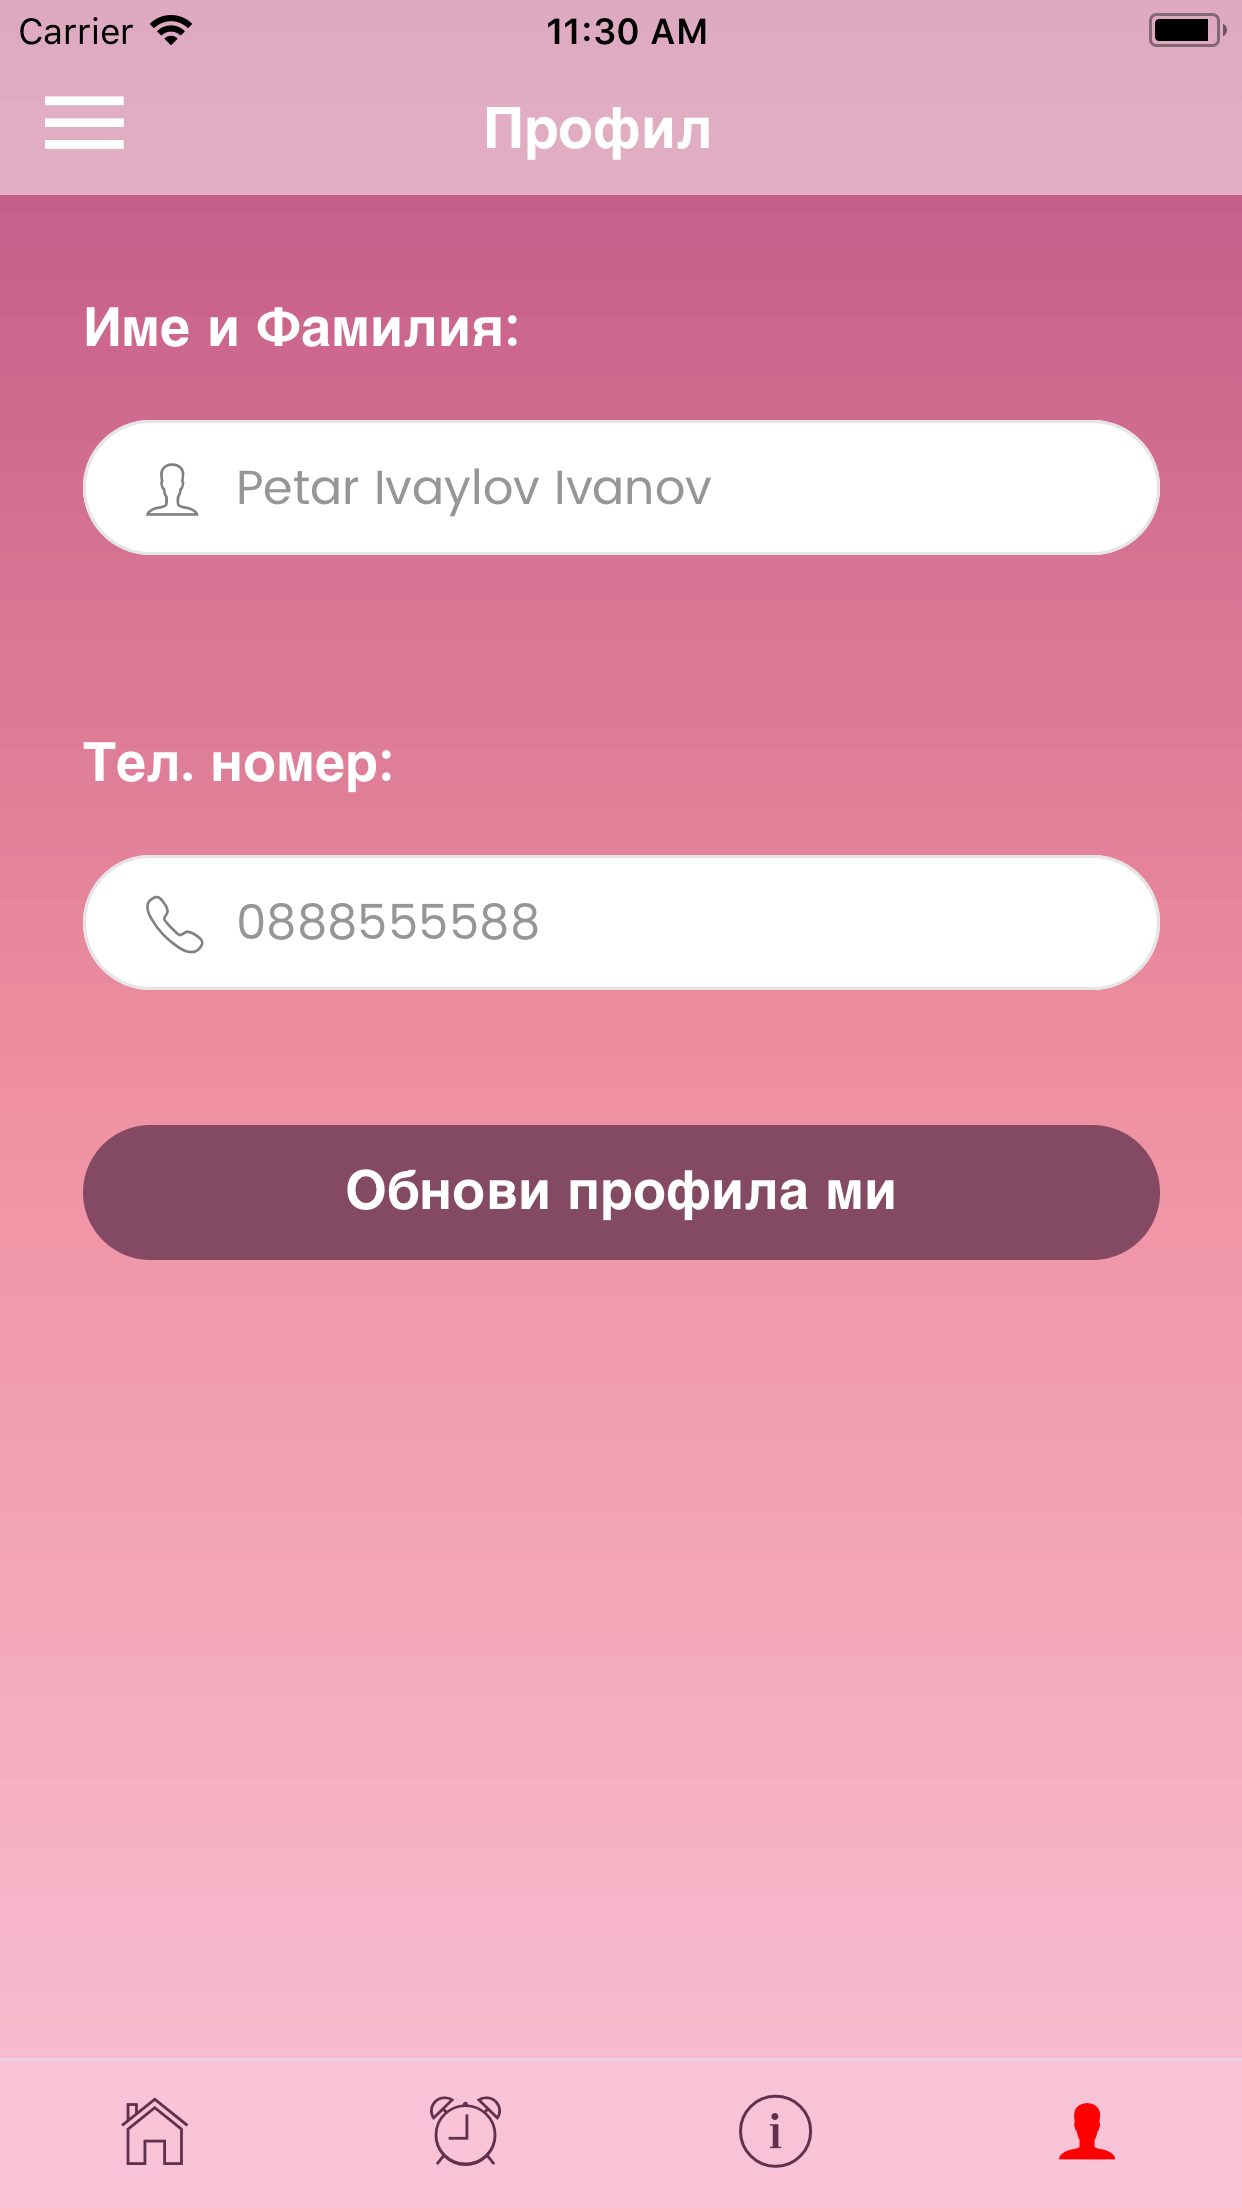 Carrier 11:30 AM
Профил
Име и Фамилия:
Petar Ivaylov Ivanov
Тел. номер:
0888555588
Обнови профила ми